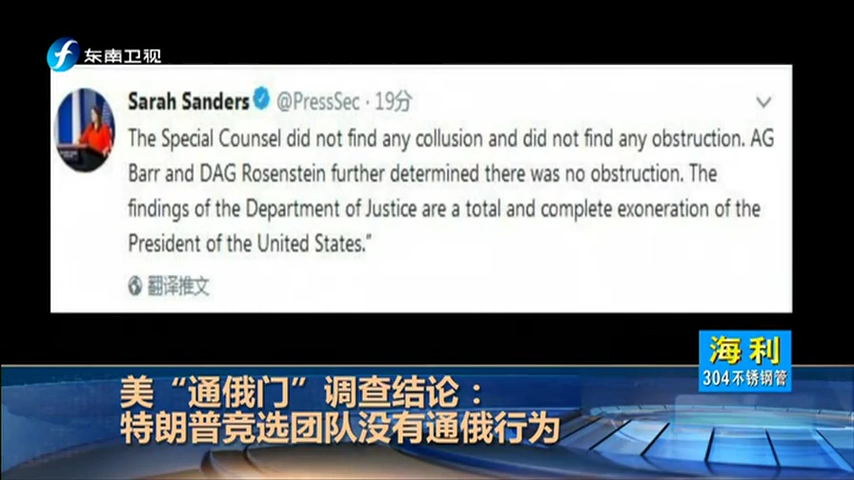 东南卫视
Sarah Sanders @PressSec · 19分
The Special Counsel did not find any collusion and did not find any obstruction. AG
Barr and DAG Rosenstein further determined there was no obstruction. The
findings of the Department of Justice are a total and complete exoneration of the
President of the United States.”
翻译推文
海利
304不锈钢管
美“通俄门”调查结论：
特朗普竞选团队没有通俄行为